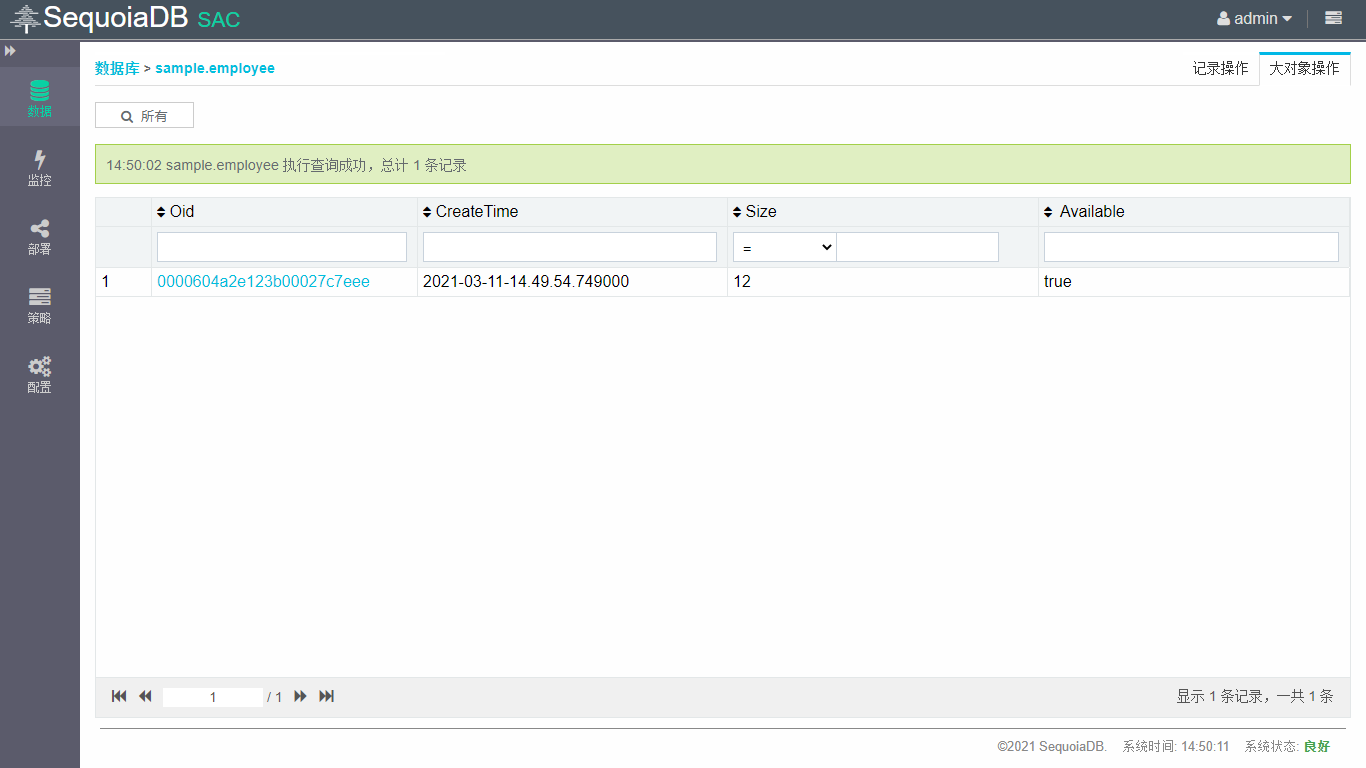 SequoiaDB SAC
admin
数据库 > sample.employee
记录操作
大对象操作
数据
监控
部署
策略
配置
所有
14:50:02 sample.employee 执行查询成功，总计 1 条记录
Oid CreateTime Size Available
=
1 0000604a2e123b00027c7eee 2021-03-11-14.49.54.749000 12 true
1 / 1
显示 1 条记录，一共 1 条
©2021 SequoiaDB. 系统时间: 14:50:11 系统状态: 良好